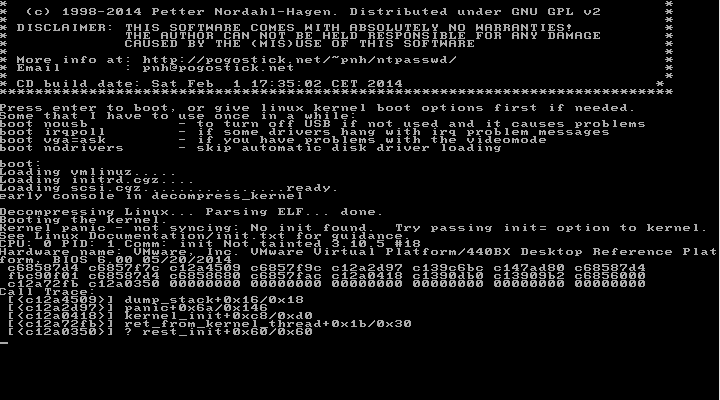 *                                                                             *
*  (c) 1998-2014 Petter Nordahl-Hagen. Distributed under GNU GPL v2           *
*                                                                             *
* DISCLAIMER: THIS SOFTWARE COMES WITH ABSOLUTELY NO WARRANTIES!              *
*             THE AUTHOR CAN NOT BE HELD RESPONSIBLE FOR ANY DAMAGE           *
*             CAUSED BY THE (MIS)USE OF THIS SOFTWARE                         *
*                                                                             *
* More info at: http://pogostick.net/~pnh/ntpasswd/                           *
* Email       : pnh@pogostick.net                                             *
*                                                                             *
* CD build date: Sat Feb  1 17:35:02 CET 2014                                *
*******************************************************************************
Press enter to boot, or give linux kernel boot options first if needed.
Some that I have to use once in a while:
boot nousb          - to turn off USB if not used and it causes problems
boot irqpoll        - if some drivers hang with irq problem messages
boot vga=ask        - if you have problems with the videomode
boot nodrivers      - skip automatic disk driver loading
boot:
Loading vmlinuz.....
Loading initrd.cgz....
Loading scsi.cgz...............ready.
early console in decompress_kernel
Decompressing Linux... Parsing ELF... done.
Booting the kernel.
Kernel panic - not syncing: No init found.  Try passing init= option to kernel.
See Linux Documentation/init.txt for guidance.
CPU: 0 PID: 1 Comm: init Not tainted 3.10.5 #18
Hardware name: VMware, Inc. VMware Virtual Platform/440BX Desktop Reference Plat
form, BIOS 6.00 05/20/2014
c68587d4 c6857f7c c12a4509 c6857f9c c12a2d97 c139c6bc c147ad80 c68587d4
fbc90f01 c68587d4 c6858680 c6857fac c12a0418 c1390db0 c13909b2 c6856000
c12a72fb c12a0350 00000000 00000000 00000000 00000000 00000000 00000000
Call Trace:
[<c12a4509>] dump_stack+0x16/0x18
[<c12a2d97>] panic+0x6a/0x146
[<c12a0418>] kernel_init+0xc8/0xd0
[<c12a72fb>] ret_from_kernel_thread+0x1b/0x30
[<c12a0350>] ? rest_init+0x60/0x60